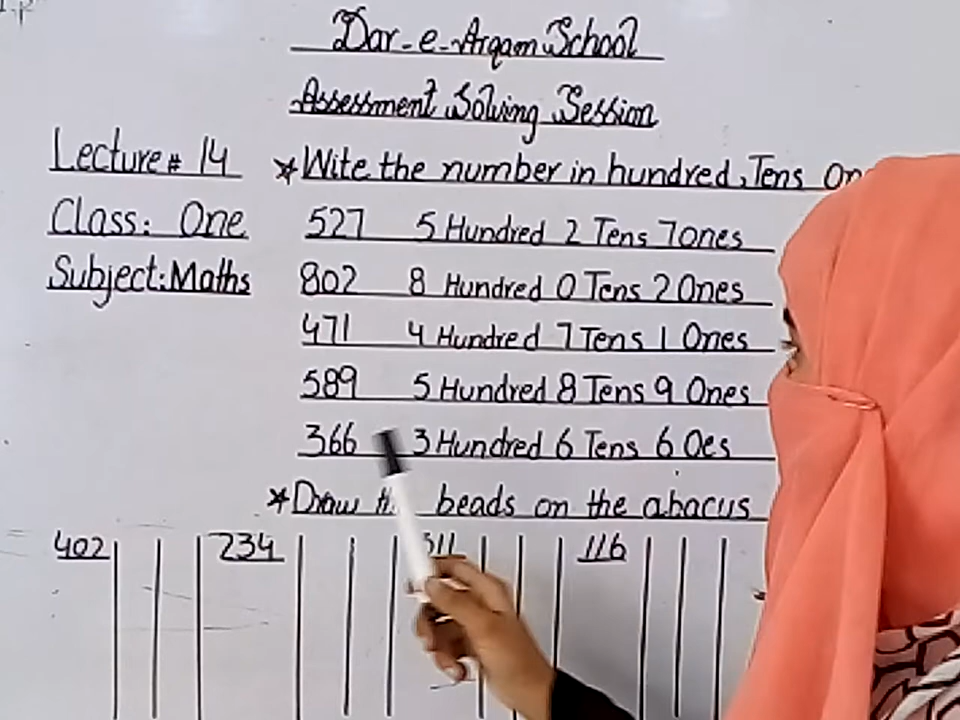 Dar-e-Arqam School
Assessment Solving Session
Lecture # 14
Class: One
Subject: Maths
*Wite the number in hundred, Tens
527 5 Hundred 2 Tens 7 ones
802 8 Hundred 0 Tens 2 Ones
471 4 Hundred 7 Tens 1 Ones
589 5 Hundred 8 Tens 9 Ones
366 3 Hundred 6 Tens 6 Oes
*Draw beads on the abacus
402 234 116